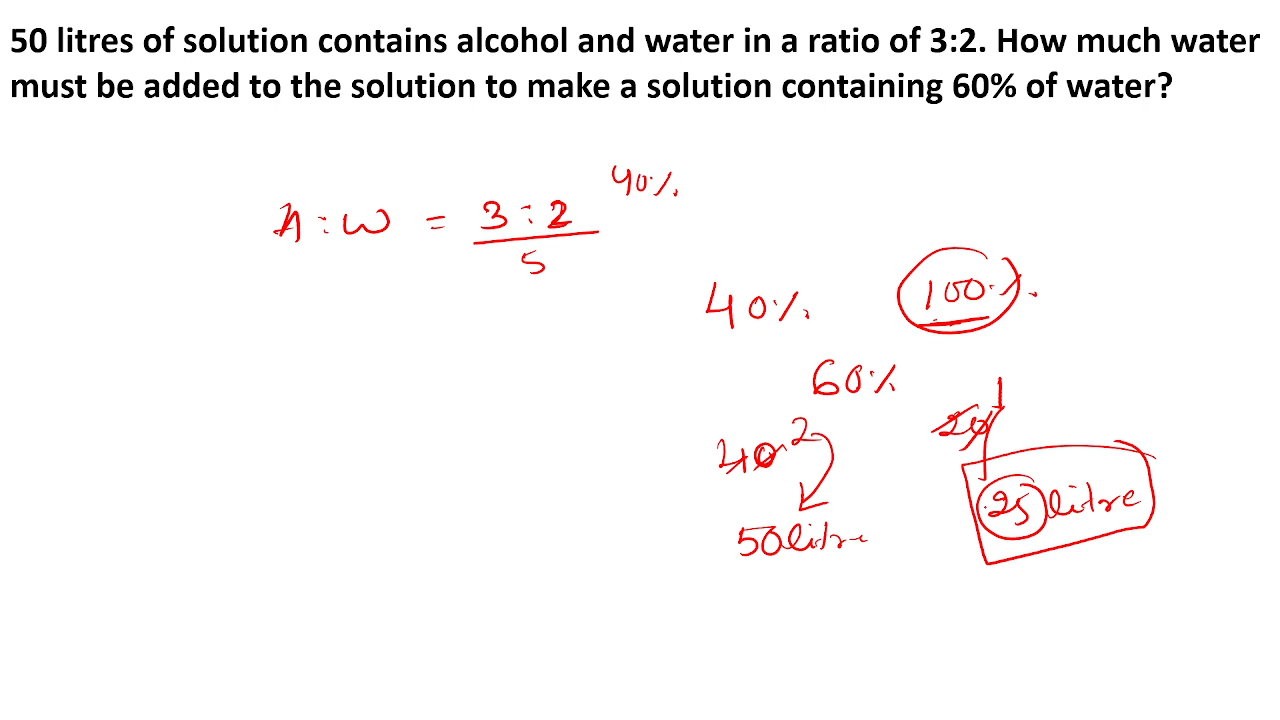 50 litres of solution contains alcohol and water in a ratio of 3:2. How much water
must be added to the solution to make a solution containing 60% of water?
40%
A : W = 3 : 2
5
40%
100%
60%
40 2
20 1
50 litre
25 litre